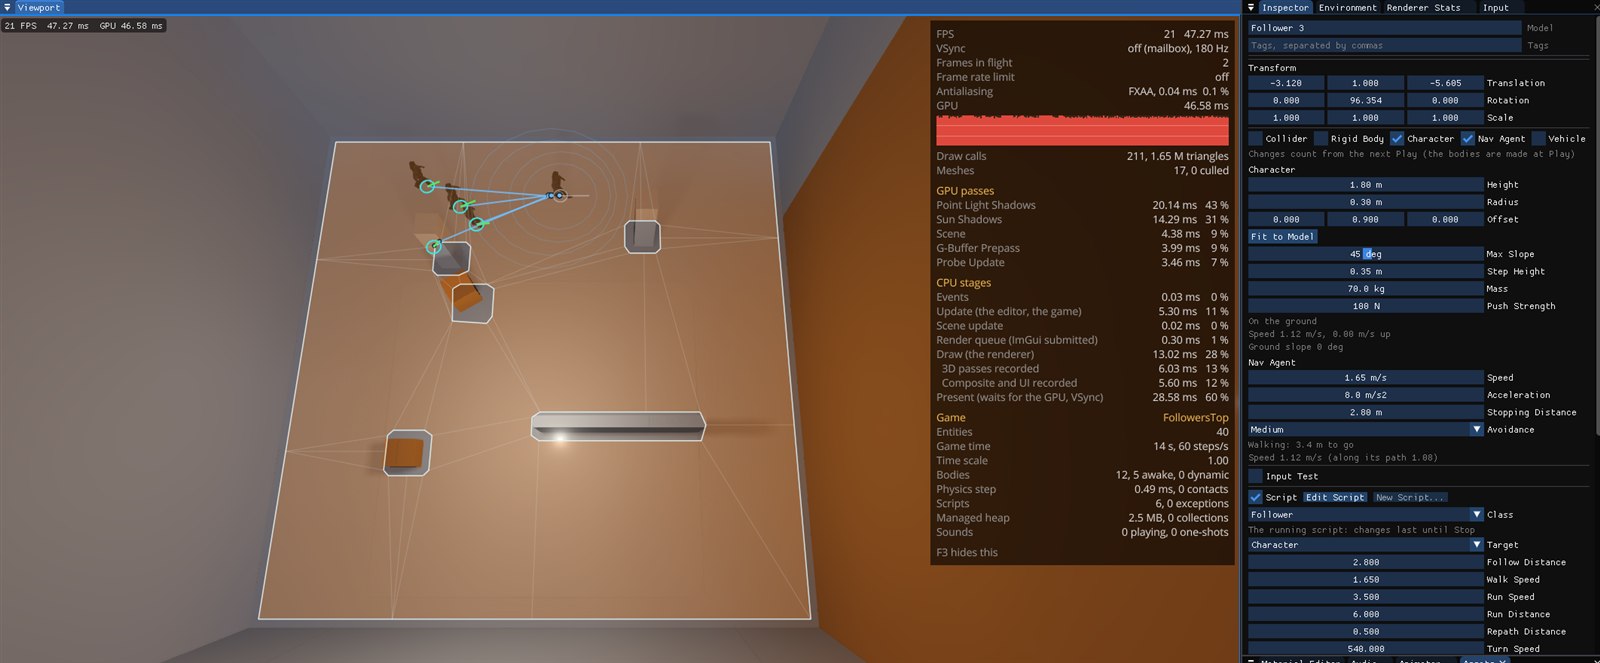 Viewport
21 FPS 47.27 ms GPU 46.58 ms
FPS 21 47.27 ms
VSync off (mailbox), 180 Hz
Frames in flight 2
Frame rate limit off
Antialiasing FXAA, 0.04 ms 0.1 %
GPU 46.58 ms
Draw calls 211, 1.65 M triangles
Meshes 17, 0 culled
GPU passes
Point Light Shadows 20.14 ms 43 %
Sun Shadows 14.29 ms 31 %
Scene 4.38 ms 9 %
G-Buffer Prepass 3.99 ms 9 %
Probe Update 3.46 ms 7 %
CPU stages
Events 0.03 ms 0 %
Update (the editor, the game) 5.30 ms 11 %
Scene update 0.02 ms 0 %
Render queue (ImGui submitted) 0.30 ms 1 %
Draw (the renderer) 13.02 ms 28 %
3D passes recorded 6.03 ms 13 %
Composite and UI recorded 5.60 ms 12 %
Present (waits for the GPU, VSync) 28.58 ms 60 %
Game FollowersTop
Entities 40
Game time 14 s, 60 steps/s
Time scale 1.00
Bodies 12, 5 awake, 0 dynamic
Physics step 0.49 ms, 0 contacts
Scripts 6, 0 exceptions
Managed heap 2.5 MB, 0 collections
Sounds 0 playing, 0 one-shots
F3 hides this
Inspector Environment Renderer Stats Input
Follower 3 Model
Tags, separated by commas Tags
Transform
-3.120 1.000 -5.605 Translation
0.000 96.354 0.000 Rotation
1.000 1.000 1.000 Scale
Collider Rigid Body Character Nav Agent Vehicle
Changes count from the next Play (the bodies are made at Play)
Character
1.80 m Height
0.30 m Radius
0.000 0.900 0.000 Offset
Fit to Model
45 deg Max Slope
0.35 m Step Height
70.0 kg Mass
100 N Push Strength
On the ground
Speed 1.12 m/s, 0.00 m/s up
Ground slope 0 deg
Nav Agent
1.65 m/s Speed
8.0 m/s2 Acceleration
2.80 m Stopping Distance
Medium Avoidance
Walking: 3.4 m to go
Speed 1.12 m/s (along its path 1.08)
Input Test
Script Edit Script New Script...
Follower Class
The running script: changes last until Stop
Character Target
2.800 Follow Distance
1.650 Walk Speed
3.500 Run Speed
6.000 Run Distance
0.500 Repath Distance
540.000 Turn Speed
Material Editor Audio Animator Assets